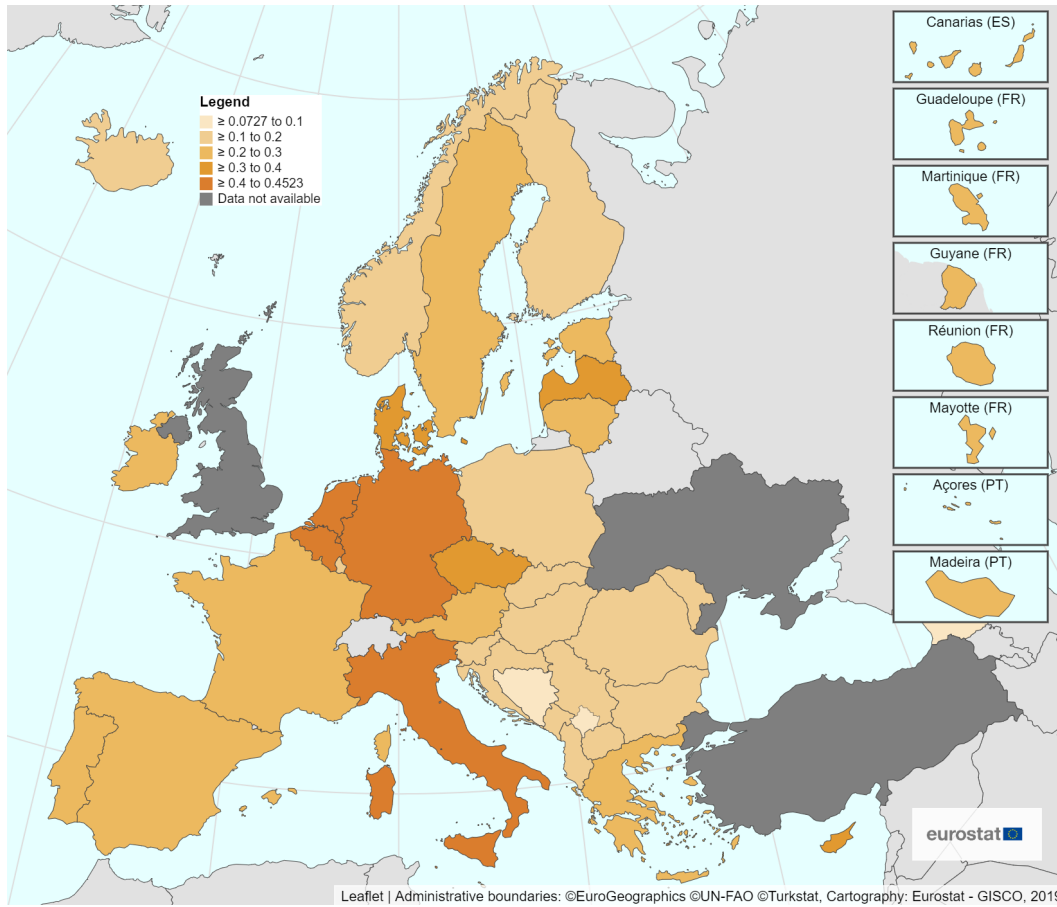 Legend
≥ 0.0727 to 0.1
≥ 0.1 to 0.2
≥ 0.2 to 0.3
≥ 0.3 to 0.4
≥ 0.4 to 0.4523
Data not available
Canarias (ES)
Guadeloupe (FR)
Martinique (FR)
Guyane (FR)
Réunion (FR)
Mayotte (FR)
Açores (PT)
Madeira (PT)
eurostat
Leaflet | Administrative boundaries: ©EuroGeographics ©UN-FAO ©Turkstat, Cartography: Eurostat - GISCO, 2019